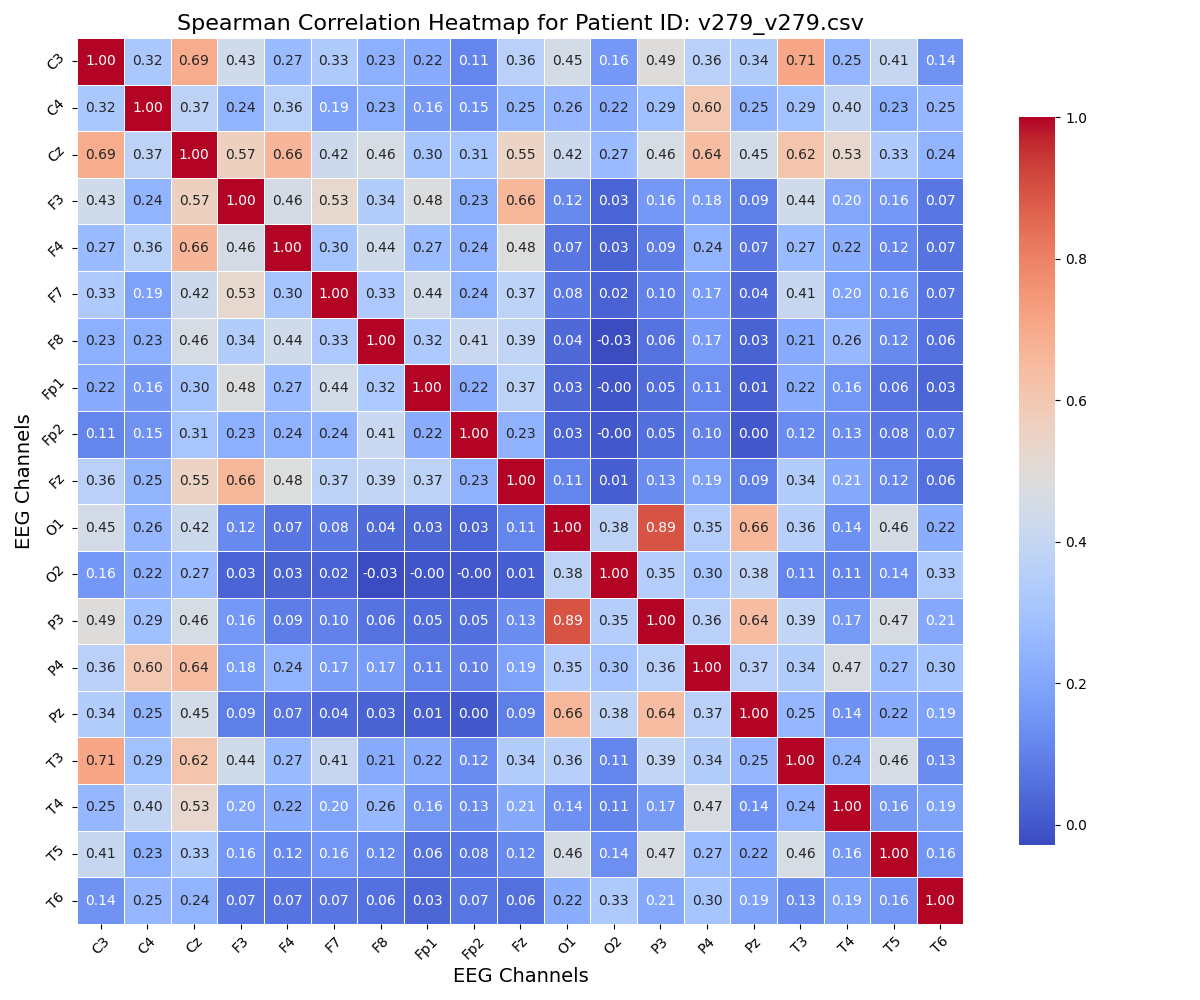 Spearman Correlation Heatmap for Patient ID: v279_v279.csv
C3 1.00 0.32 0.69 0.43 0.27 0.33 0.23 0.22 0.11 0.36 0.45 0.16 0.49 0.36 0.34 0.71 0.25 0.41 0.14
C4 0.32 1.00 0.37 0.24 0.36 0.19 0.23 0.16 0.15 0.25 0.26 0.22 0.29 0.60 0.25 0.29 0.40 0.23 0.25
Cz 0.69 0.37 1.00 0.57 0.66 0.42 0.46 0.30 0.31 0.55 0.42 0.27 0.46 0.64 0.45 0.62 0.53 0.33 0.24
F3 0.43 0.24 0.57 1.00 0.46 0.53 0.34 0.48 0.23 0.66 0.12 0.03 0.16 0.18 0.09 0.44 0.20 0.16 0.07
F4 0.27 0.36 0.66 0.46 1.00 0.30 0.44 0.27 0.24 0.48 0.07 0.03 0.09 0.24 0.07 0.27 0.22 0.12 0.07
F7 0.33 0.19 0.42 0.53 0.30 1.00 0.33 0.44 0.24 0.37 0.08 0.02 0.10 0.17 0.04 0.41 0.20 0.16 0.07
F8 0.23 0.23 0.46 0.34 0.44 0.33 1.00 0.32 0.41 0.39 0.04 -0.03 0.06 0.17 0.03 0.21 0.26 0.12 0.06
Fp1 0.22 0.16 0.30 0.48 0.27 0.44 0.32 1.00 0.22 0.37 0.03 -0.00 0.05 0.11 0.01 0.22 0.16 0.06 0.03
Fp2 0.11 0.15 0.31 0.23 0.24 0.24 0.41 0.22 1.00 0.23 0.03 -0.00 0.05 0.10 0.00 0.12 0.13 0.08 0.07
Fz 0.36 0.25 0.55 0.66 0.48 0.37 0.39 0.37 0.23 1.00 0.11 0.01 0.13 0.19 0.09 0.34 0.21 0.12 0.06
O1 0.45 0.26 0.42 0.12 0.07 0.08 0.04 0.03 0.03 0.11 1.00 0.38 0.89 0.35 0.66 0.36 0.14 0.46 0.22
O2 0.16 0.22 0.27 0.03 0.03 0.02 -0.03 -0.00 -0.00 0.01 0.38 1.00 0.35 0.30 0.38 0.11 0.11 0.14 0.33
P3 0.49 0.29 0.46 0.16 0.09 0.10 0.06 0.05 0.05 0.13 0.89 0.35 1.00 0.36 0.64 0.39 0.17 0.47 0.21
P4 0.36 0.60 0.64 0.18 0.24 0.17 0.17 0.11 0.10 0.19 0.35 0.30 0.36 1.00 0.37 0.34 0.47 0.27 0.30
Pz 0.34 0.25 0.45 0.09 0.07 0.04 0.03 0.01 0.00 0.09 0.66 0.38 0.64 0.37 1.00 0.25 0.14 0.22 0.19
T3 0.71 0.29 0.62 0.44 0.27 0.41 0.21 0.22 0.12 0.34 0.36 0.11 0.39 0.34 0.25 1.00 0.24 0.46 0.13
T4 0.25 0.40 0.53 0.20 0.22 0.20 0.26 0.16 0.13 0.21 0.14 0.11 0.17 0.47 0.14 0.24 1.00 0.16 0.19
T5 0.41 0.23 0.33 0.16 0.12 0.16 0.12 0.06 0.08 0.12 0.46 0.14 0.47 0.27 0.22 0.46 0.16 1.00 0.16
T6 0.14 0.25 0.24 0.07 0.07 0.07 0.06 0.03 0.07 0.06 0.22 0.33 0.21 0.30 0.19 0.13 0.19 0.16 1.00
C3 C4 Cz F3 F4 F7 F8 Fp1 Fp2 Fz O1 O2 P3 P4 Pz T3 T4 T5 T6
EEG Channels
EEG Channels
1.0
0.8
0.6
0.4
0.2
0.0